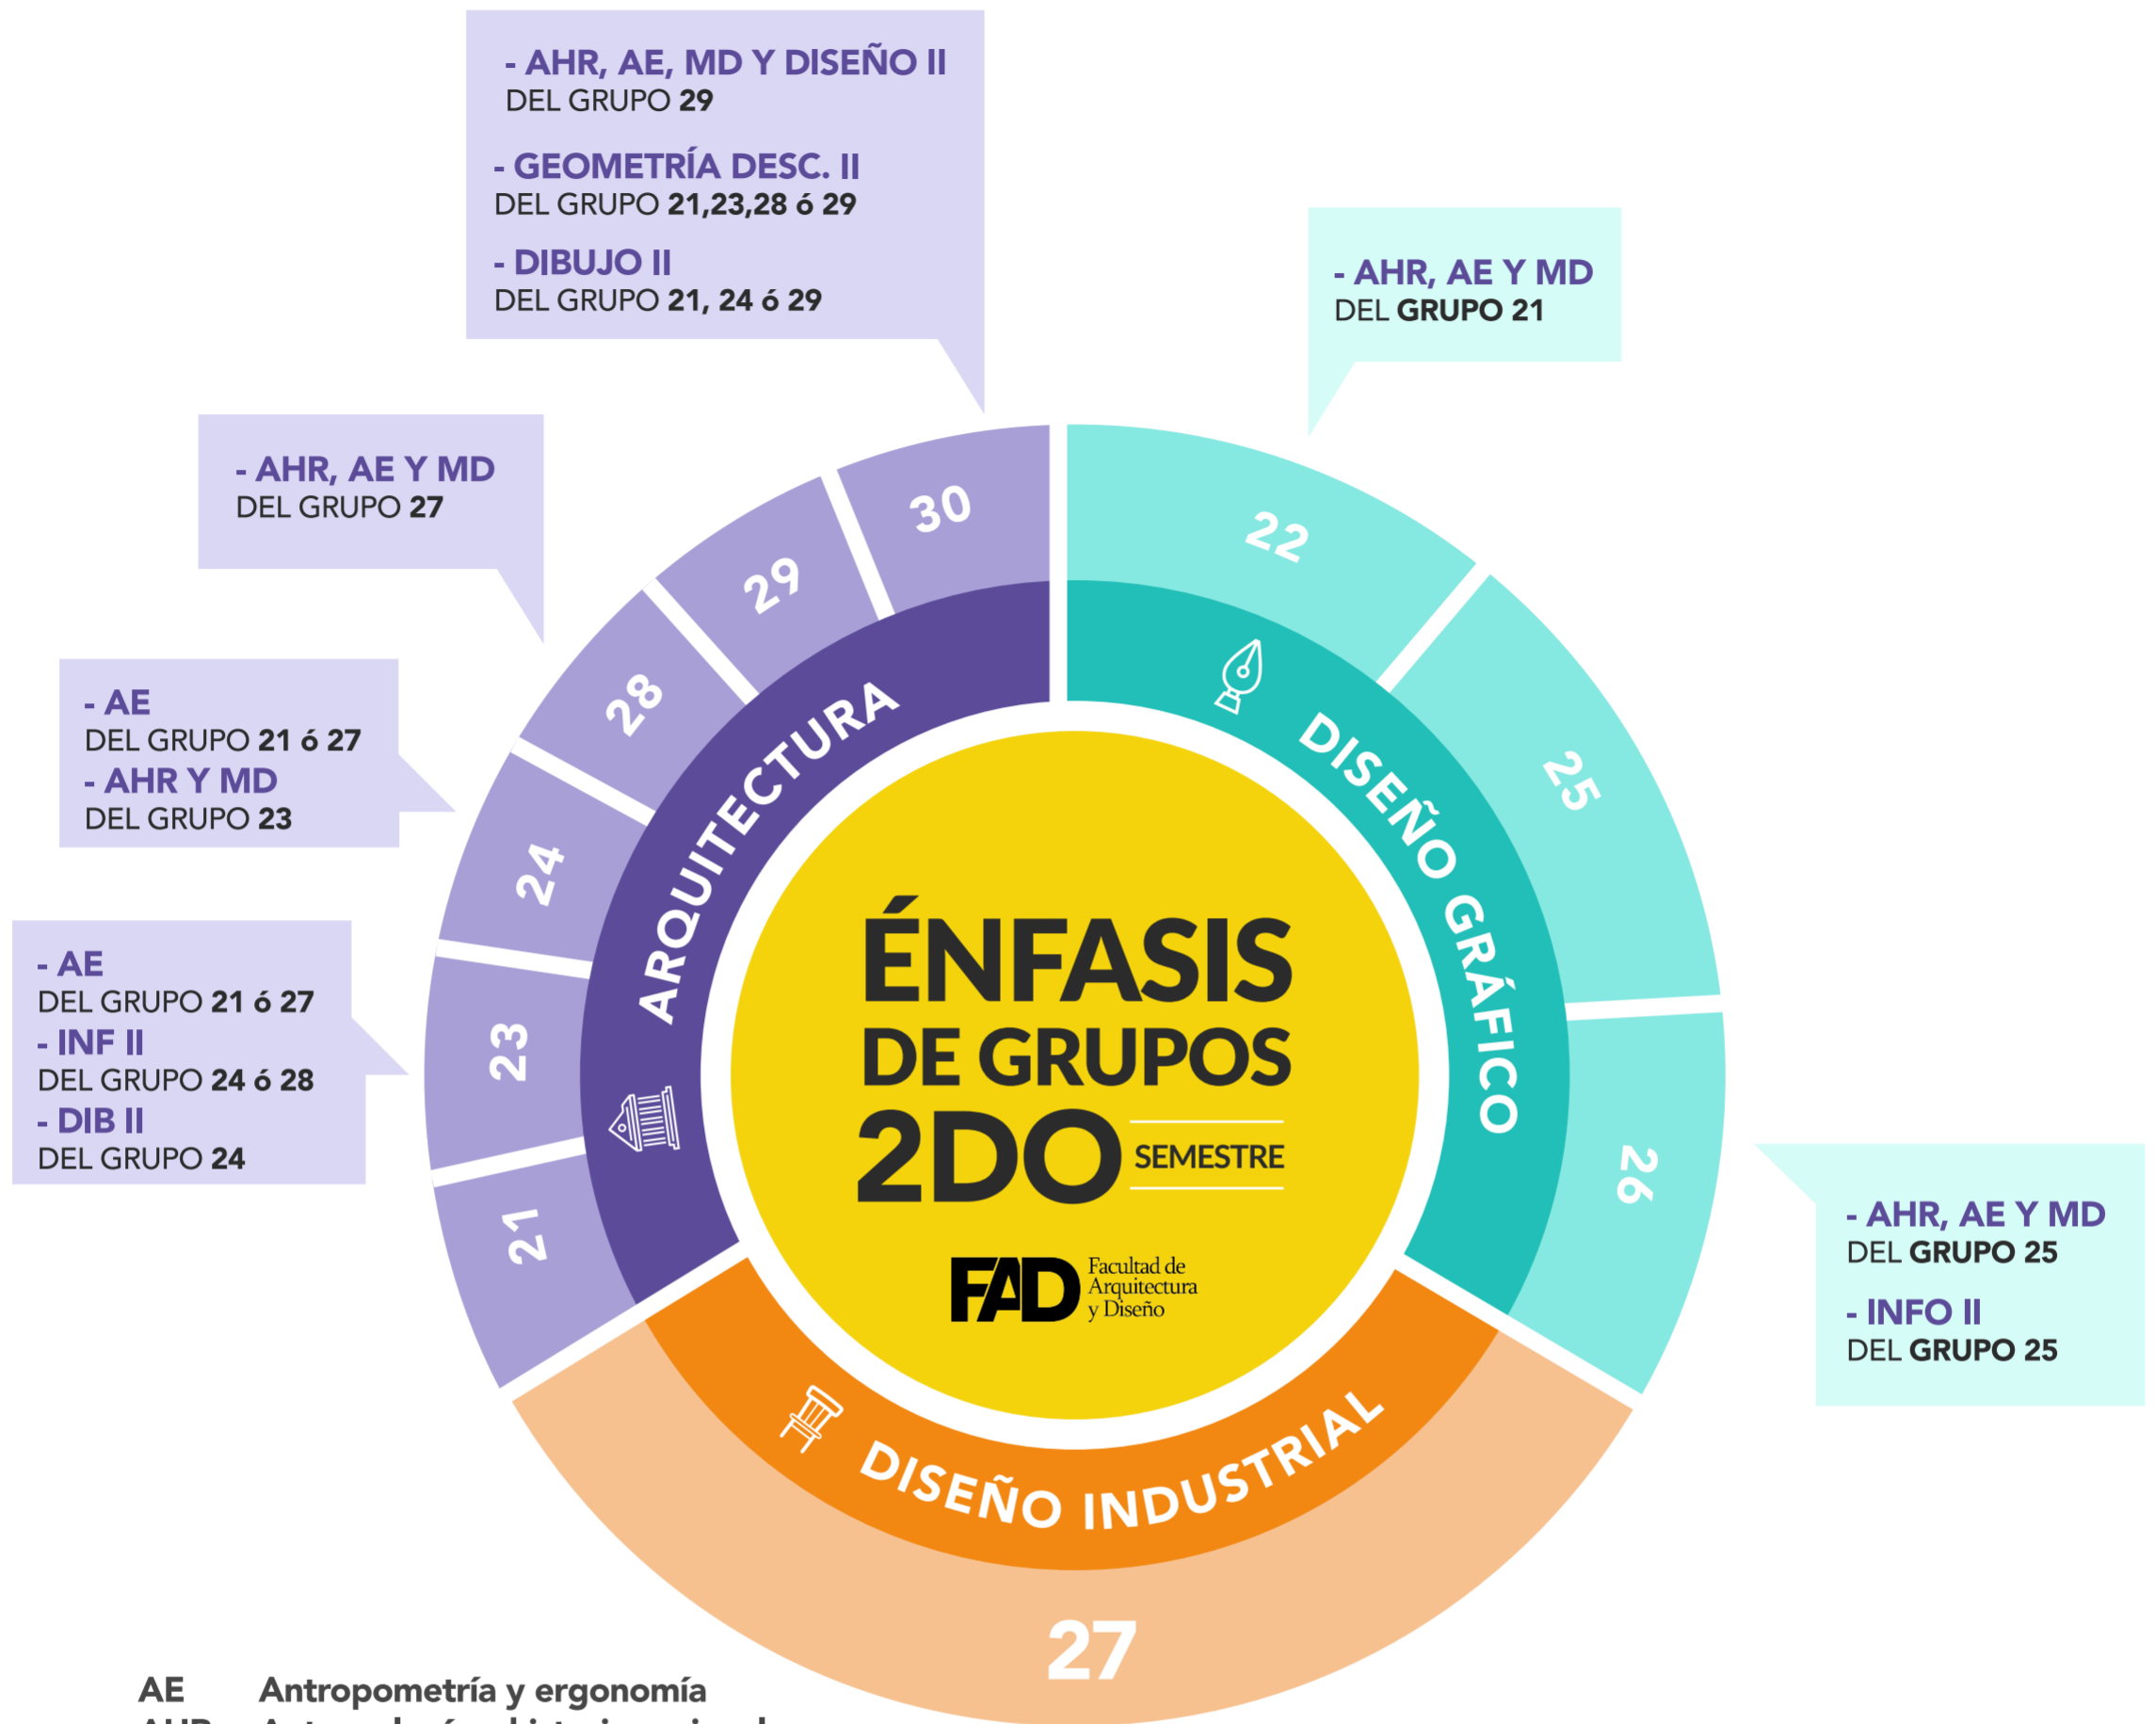 - AHR, AE, MD Y DISEÑO II
DEL GRUPO 29
- GEOMETRÍA DESC. II
DEL GRUPO 21,23,28 ó 29
- DIBUJO II
DEL GRUPO 21, 24 ó 29
- AHR, AE Y MD
DEL GRUPO 21
- AHR, AE Y MD
DEL GRUPO 27
- AE
DEL GRUPO 21 ó 27
- AHR Y MD
DEL GRUPO 23
- AE
DEL GRUPO 21 ó 27
- INF II
DEL GRUPO 24 ó 28
- DIB II
DEL GRUPO 24
30
29
28
24
23
21
ARQUITECTURA
22
25
26
DISEÑO GRÁFICO
ÉNFASIS
DE GRUPOS
2DO SEMESTRE
FAD
Facultad de
Arquitectura
y Diseño
- AHR, AE Y MD
DEL GRUPO 25
- INFO II
DEL GRUPO 25
DISEÑO INDUSTRIAL
27
AE Antropometría y ergonomía